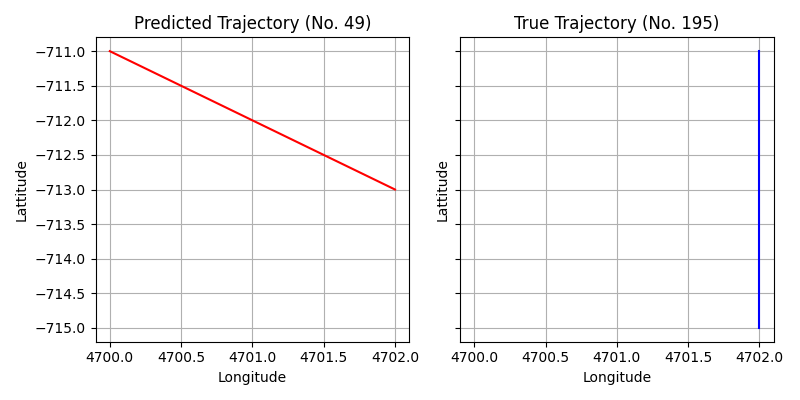 Predicted Trajectory (No. 49)
Lattitude
−711.0
−711.5
−712.0
−712.5
−713.0
−713.5
−714.0
−714.5
−715.0
4700.0 4700.5 4701.0 4701.5 4702.0
Longitude
True Trajectory (No. 195)
Lattitude
4700.0 4700.5 4701.0 4701.5 4702.0
Longitude